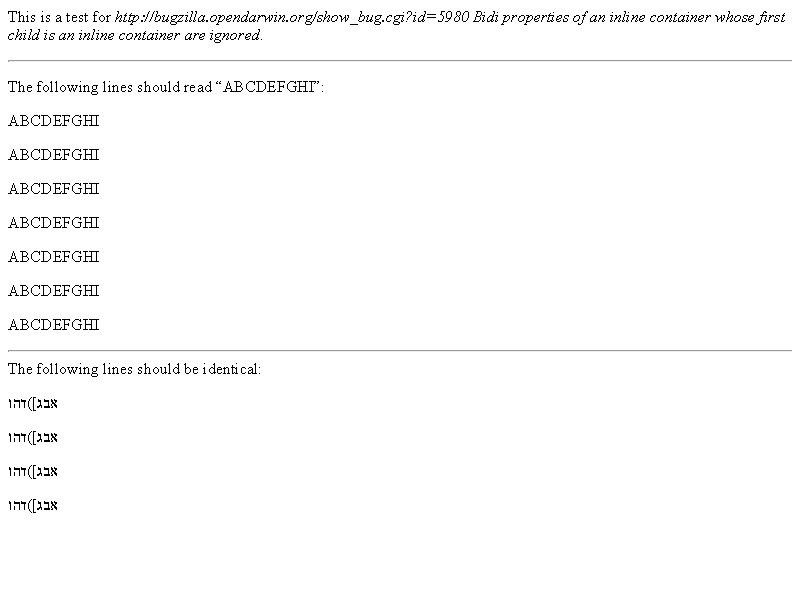 This is a test for http://bugzilla.opendarwin.org/show_bug.cgi?id=5980 Bidi properties of an inline container whose first
child is an inline container are ignored.
The following lines should read “ABCDEFGHI”:
ABCDEFGHI
ABCDEFGHI
ABCDEFGHI
ABCDEFGHI
ABCDEFGHI
ABCDEFGHI
ABCDEFGHI
The following lines should be identical:
אבג])דהו
אבג])דהו
אבג])דהו
אבג])דהו